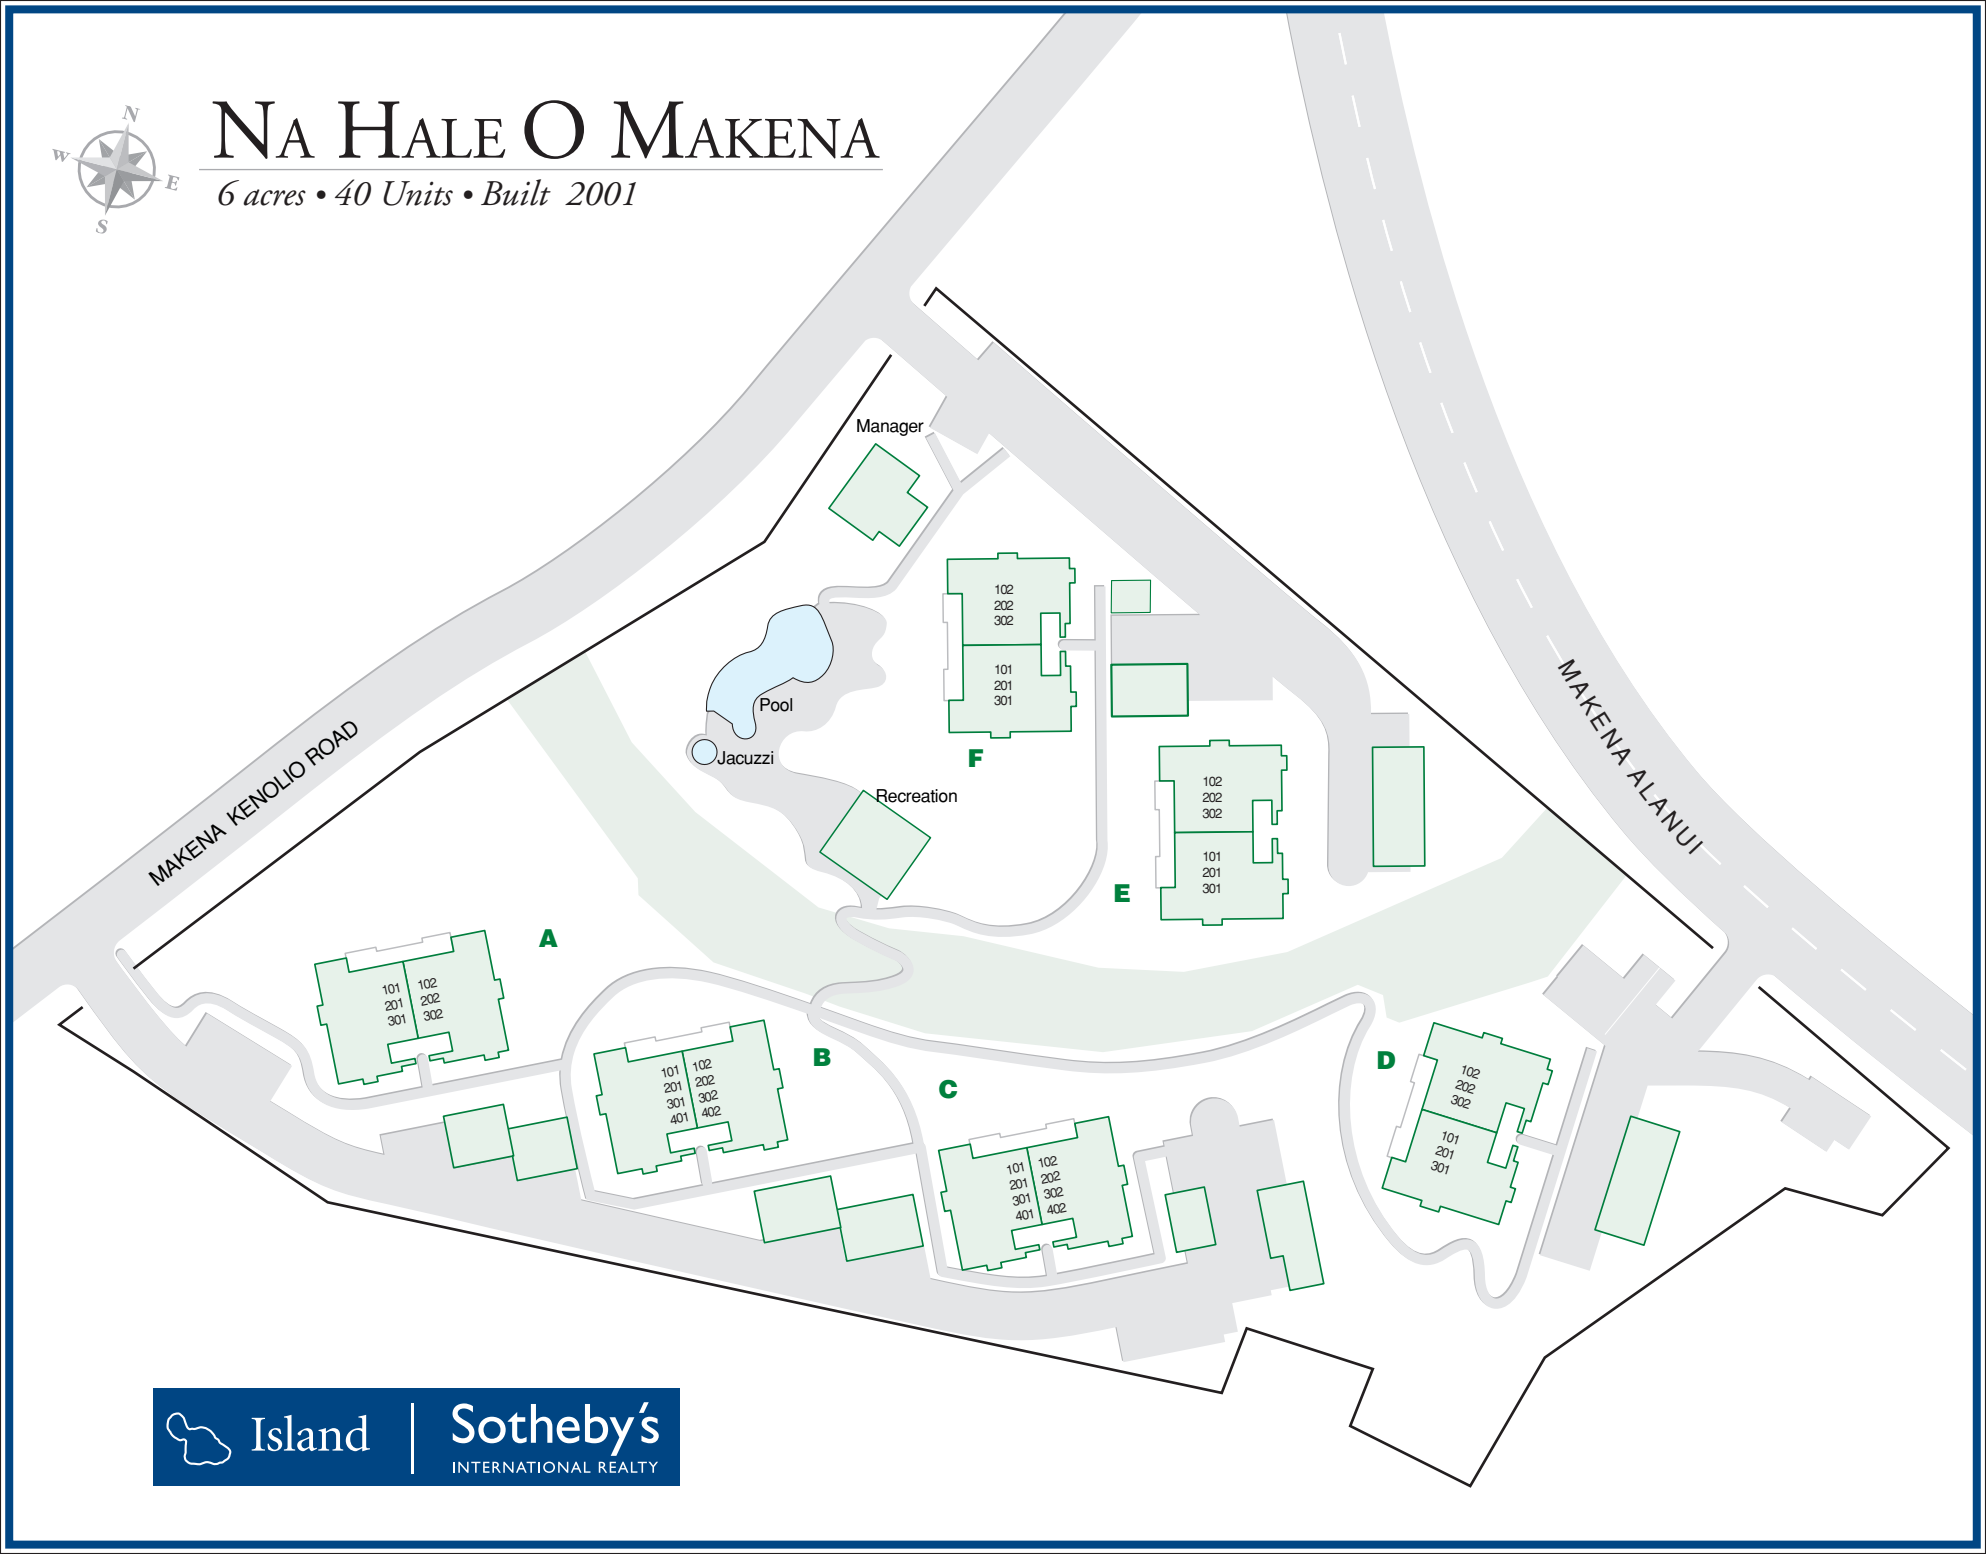 N
W
E
S
NA HALE O MAKENA
6 acres • 40 Units • Built 2001
Manager
102
202
302
101
201
301
F
Pool
Jacuzzi
Recreation
MAKENA KENOLIO ROAD
MAKENA ALANUI
102
202
302
101
201
301
E
A
101
201
301
102
202
302
B
101
201
301
401
102
202
302
402
C
101
201
301
401
102
202
302
402
D
102
202
302
101
201
301
Island
Sotheby's
INTERNATIONAL REALTY